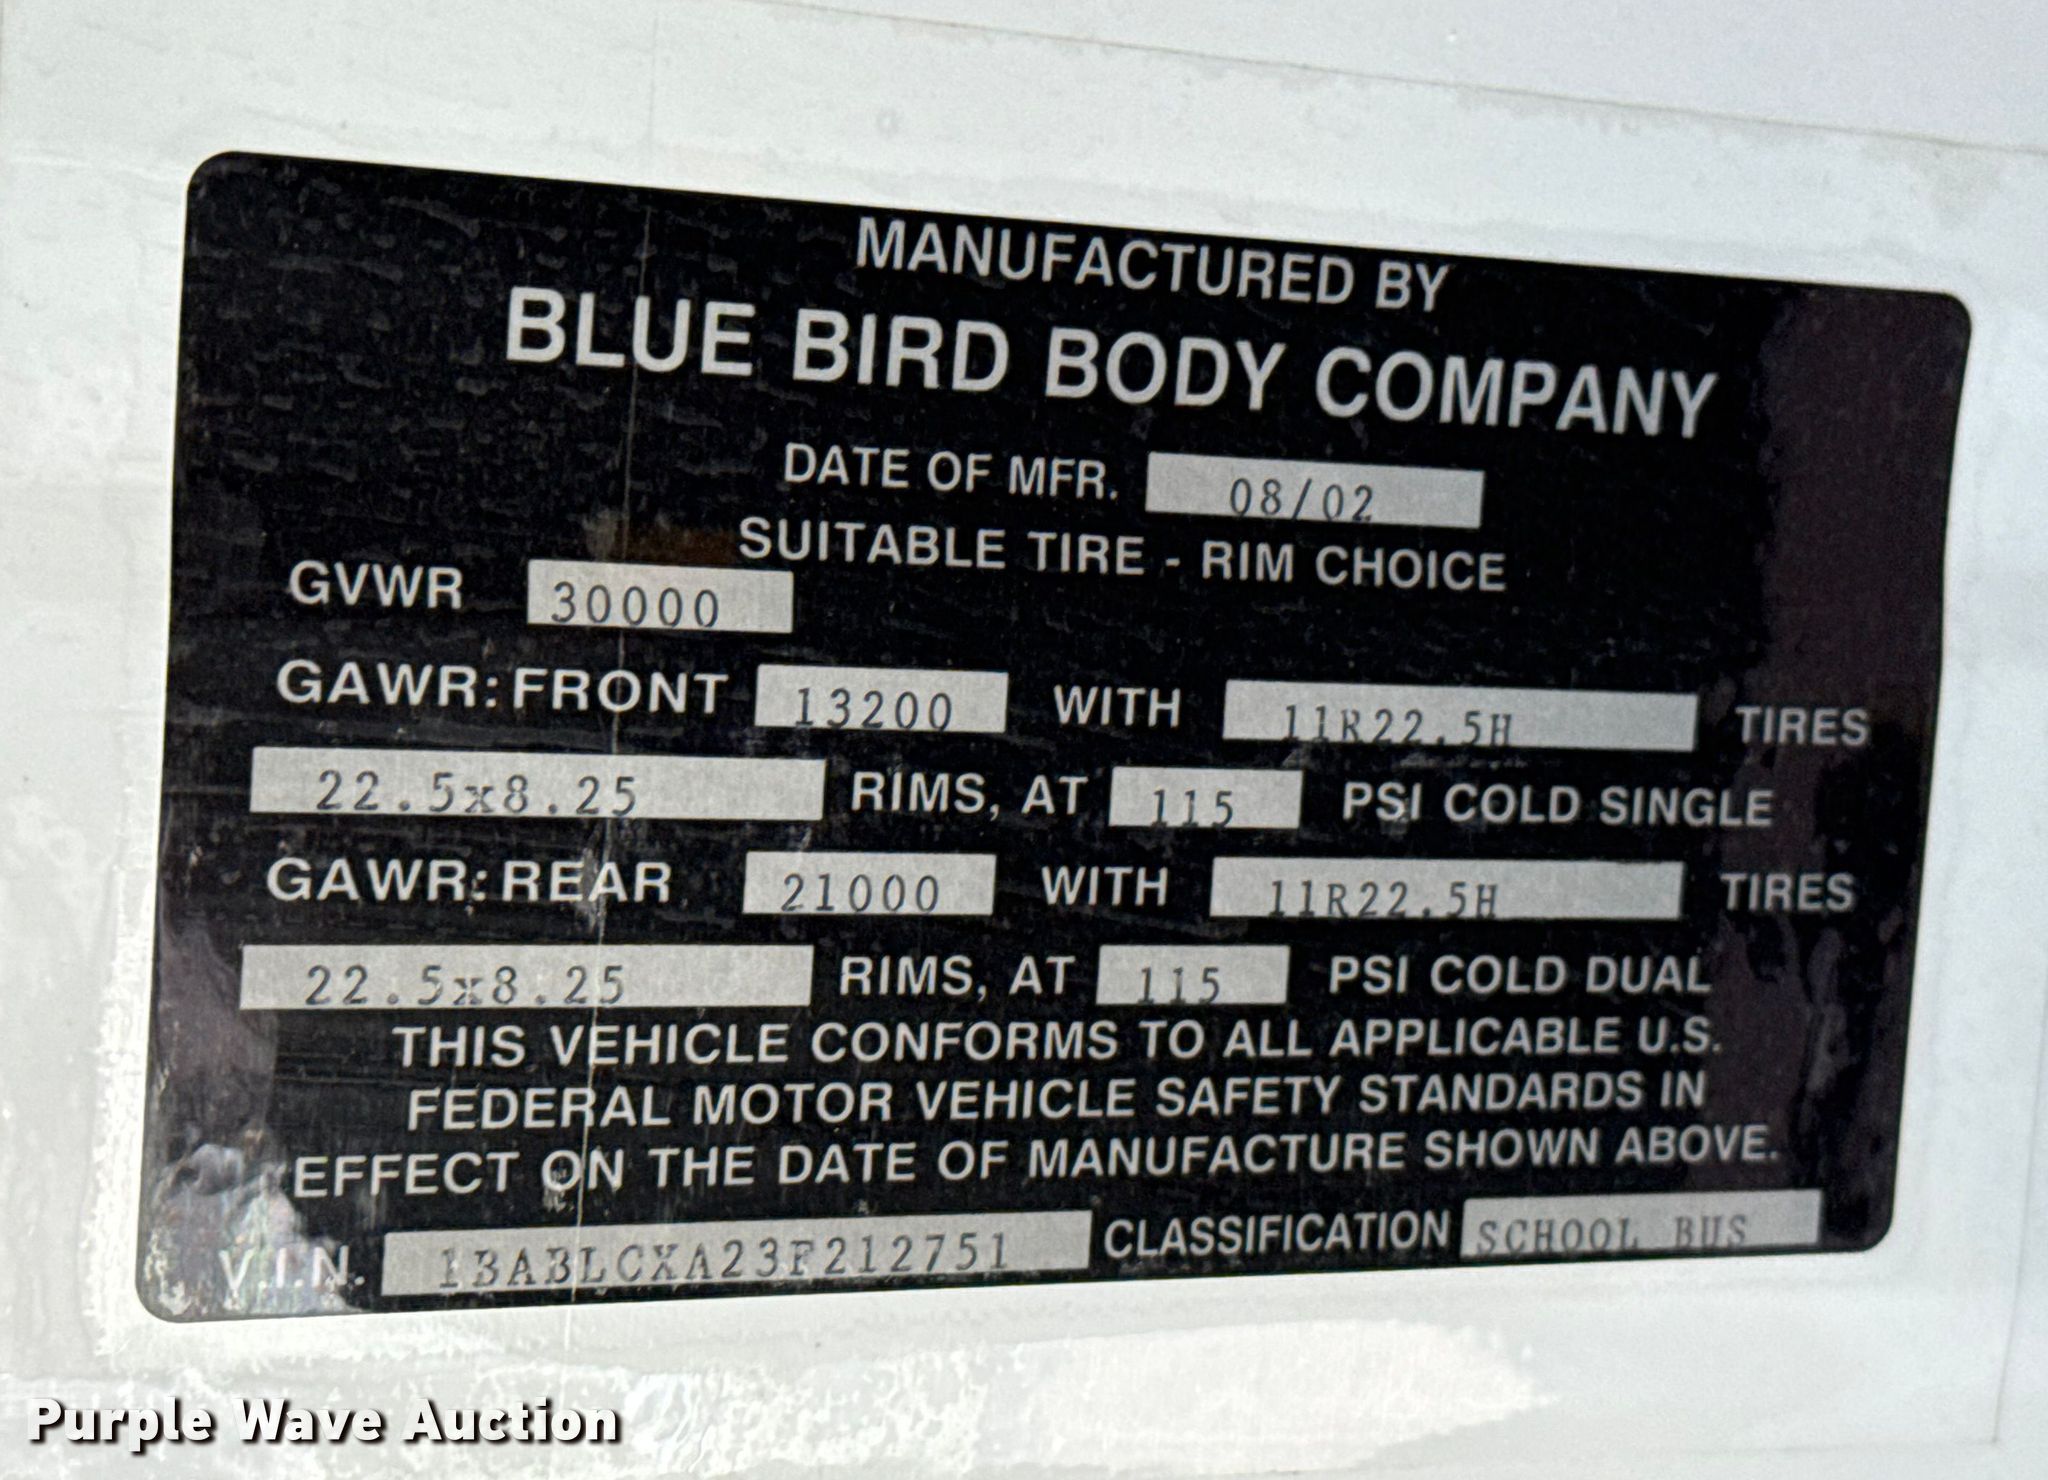 MANUFACTURED BY
BLUE BIRD BODY COMPANY
DATE OF MFR. 08/02
SUITABLE TIRE - RIM CHOICE
GVWR 30000
GAWR: FRONT 13200 WITH 11R22.5H TIRES
22.5x8.25 RIMS, AT 115 PSI COLD SINGLE
GAWR: REAR 21000 WITH 11R22.5H TIRES
22.5x8.25 RIMS, AT 115 PSI COLD DUAL
THIS VEHICLE CONFORMS TO ALL APPLICABLE U.S.
FEDERAL MOTOR VEHICLE SAFETY STANDARDS IN
EFFECT ON THE DATE OF MANUFACTURE SHOWN ABOVE.
V.I.N. 1BABLCXA23F212751 CLASSIFICATION SCHOOL BUS
Purple Wave Auction